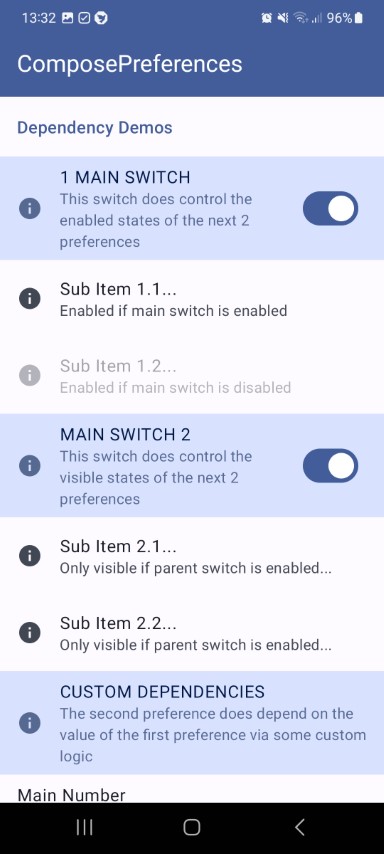 13:32
96%
ComposePreferences
Dependency Demos
1 MAIN SWITCH
This switch does control the
enabled states of the next 2
preferences
Sub Item 1.1...
Enabled if main switch is enabled
Sub Item 1.2...
Enabled if main switch is disabled
MAIN SWITCH 2
This switch does control the
visible states of the next 2
preferences
Sub Item 2.1...
Only visible if parent switch is enabled...
Sub Item 2.2...
Only visible if parent switch is enabled...
CUSTOM DEPENDENCIES
The second preference does depend on the
value of the first preference via some custom
logic
Main Number